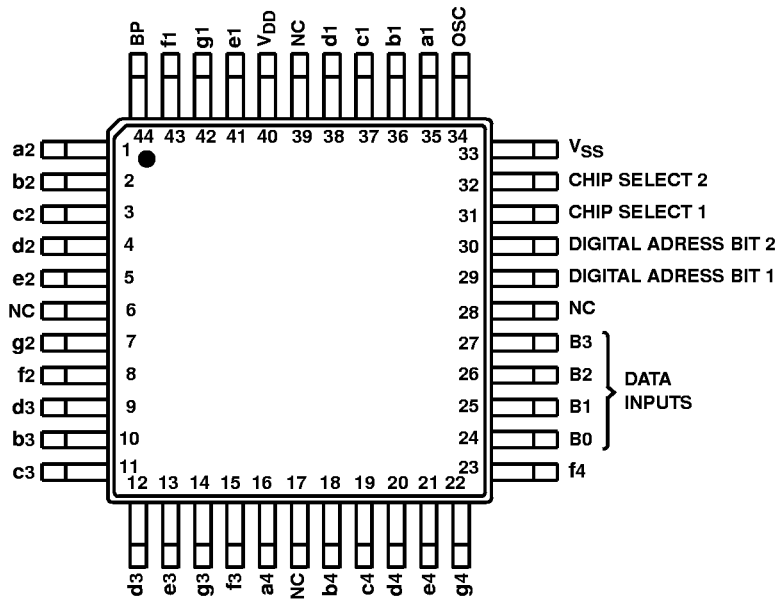 BP f1 g1 e1 VDD NC d1 c1 b1 a1 OSC
44 43 42 41 40 39 38 37 36 35 34
a2 1 33 VSS
b2 2 32 CHIP SELECT 2
c2 3 31 CHIP SELECT 1
d2 4 30 DIGITAL ADRESS BIT 2
e2 5 29 DIGITAL ADRESS BIT 1
NC 6 28 NC
g2 7 27 B3
f2 8 26 B2
DATA
INPUTS
d3 9 25 B1
b3 10 24 B0
c3 11 23 f4
12 13 14 15 16 17 18 19 20 21 22
d3 e3 g3 f3 a4 NC b4 c4 d4 e4 g4